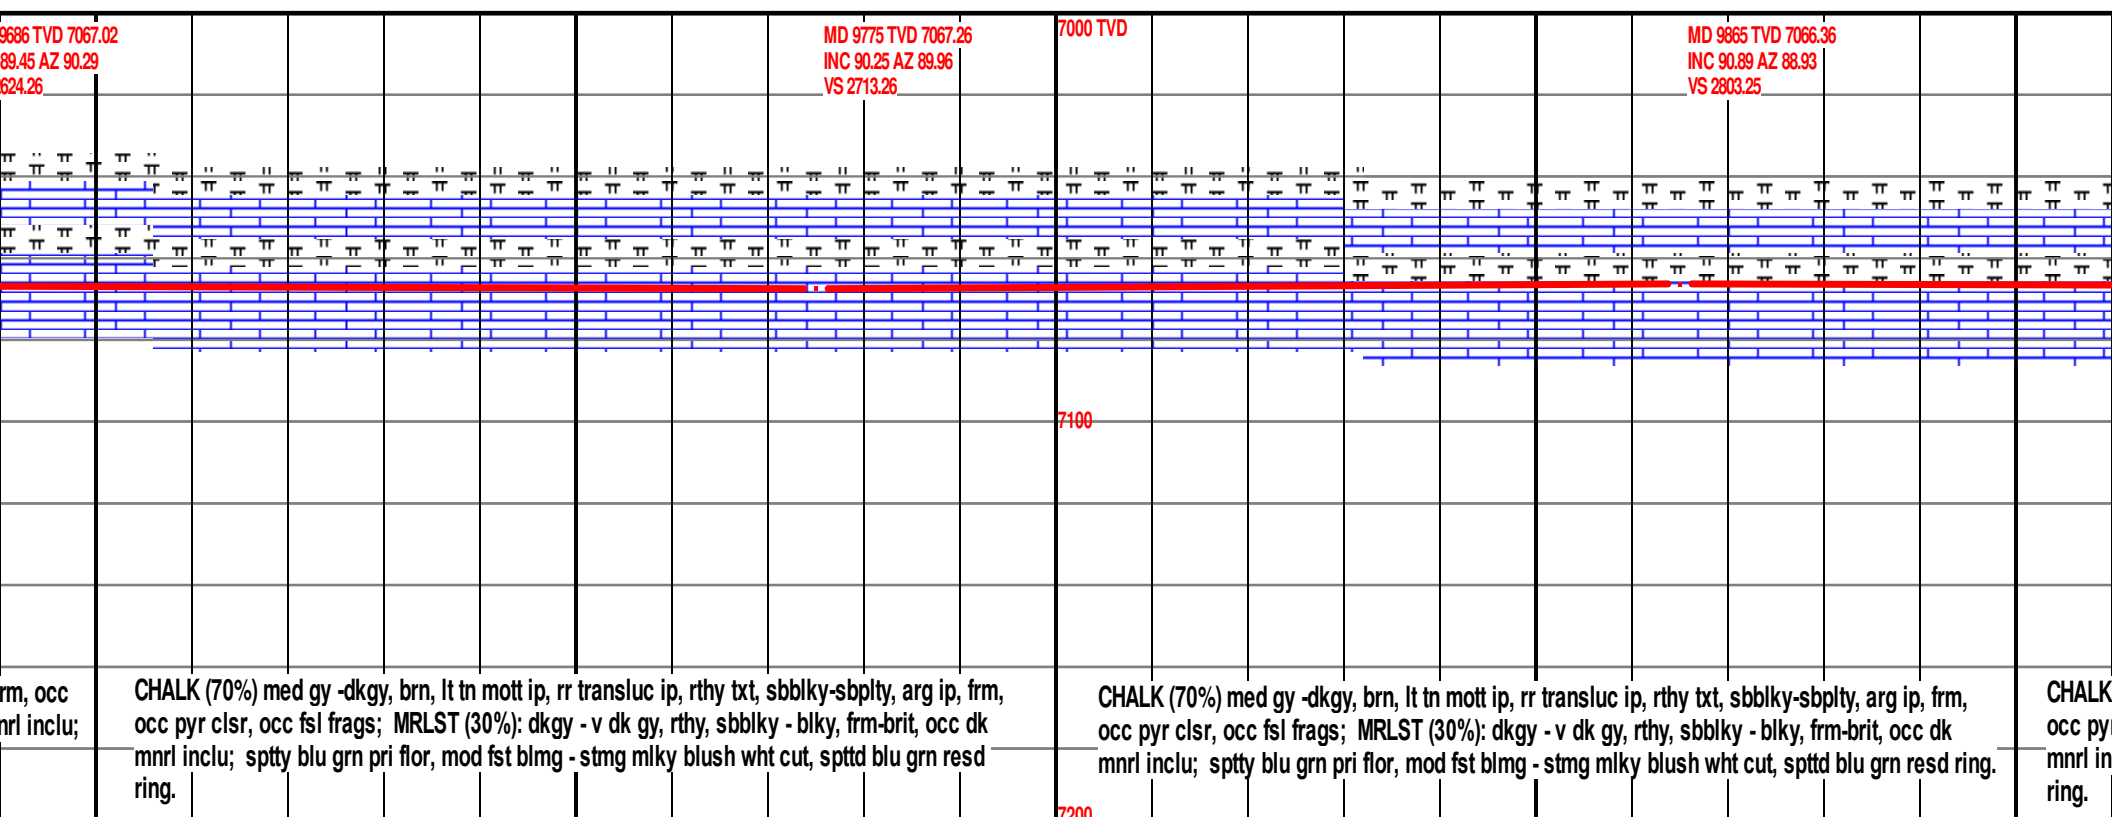 9686 TVD 7067.02
89.45 AZ 90.29
624.26
MD 9775 TVD 7067.26
INC 90.25 AZ 89.96
VS 2713.26
7000 TVD
MD 9865 TVD 7066.36
INC 90.89 AZ 88.93
VS 2803.25
7100
rm, occ
nrl inclu;
CHALK (70%) med gy -dkgy, brn, lt tn mott ip, rr transluc ip, rthy txt, sbblky-sbplty, arg ip, frm,
occ pyr clsr, occ fsl frags;  MRLST (30%): dkgy - v dk gy, rthy, sbblky - blky, frm-brit, occ dk
mnrl inclu;  sptty blu grn pri flor, mod fst blmg - stmg mlky blush wht cut, spttd blu grn resd
ring.
CHALK (70%) med gy -dkgy, brn, lt tn mott ip, rr transluc ip, rthy txt, sbblky-sbplty, arg ip, frm,
occ pyr clsr, occ fsl frags;  MRLST (30%): dkgy - v dk gy, rthy, sbblky - blky, frm-brit, occ dk
mnrl inclu;  sptty blu grn pri flor, mod fst blmg - stmg mlky blush wht cut, spttd blu grn resd ring.
CHALK
occ pyr
mnrl in
ring.
7200